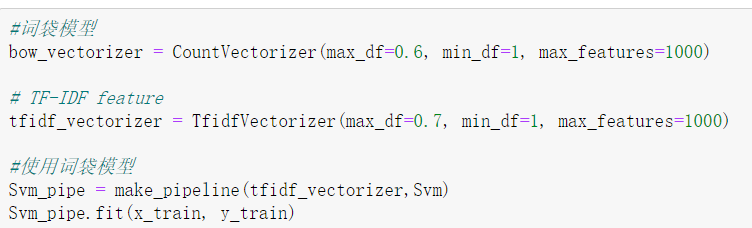 #词袋模型
bow_vectorizer = CountVectorizer(max_df=0.6, min_df=1, max_features=1000)
# TF-IDF feature
tfidf_vectorizer = TfidfVectorizer(max_df=0.7, min_df=1, max_features=1000)
#使用词袋模型
Svm_pipe = make_pipeline(tfidf_vectorizer,Svm)
Svm_pipe.fit(x_train, y_train)